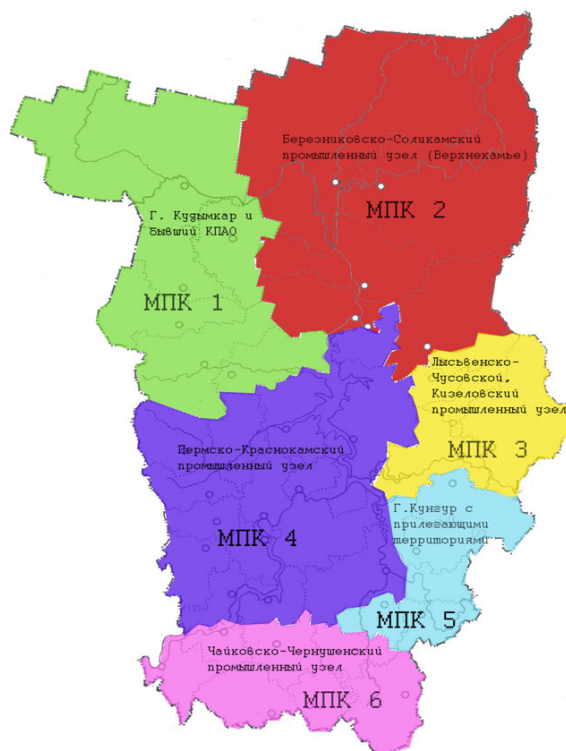 Березниковско-Соликамский
промышленный узел (Верхнекамье)
МПК 2
Г. Кудымкар и
бывший КПАО
МПК 1
Лысьвенско-
Чусовской,
Кизеловский
промышленный узел
МПК 3
Пермско-Краснокамский
промышленный узел
МПК 4
Г.Кунгур с
прилегающими
территориями
МПК 5
Чайковско-Чернушенский
промышленный узел
МПК 6